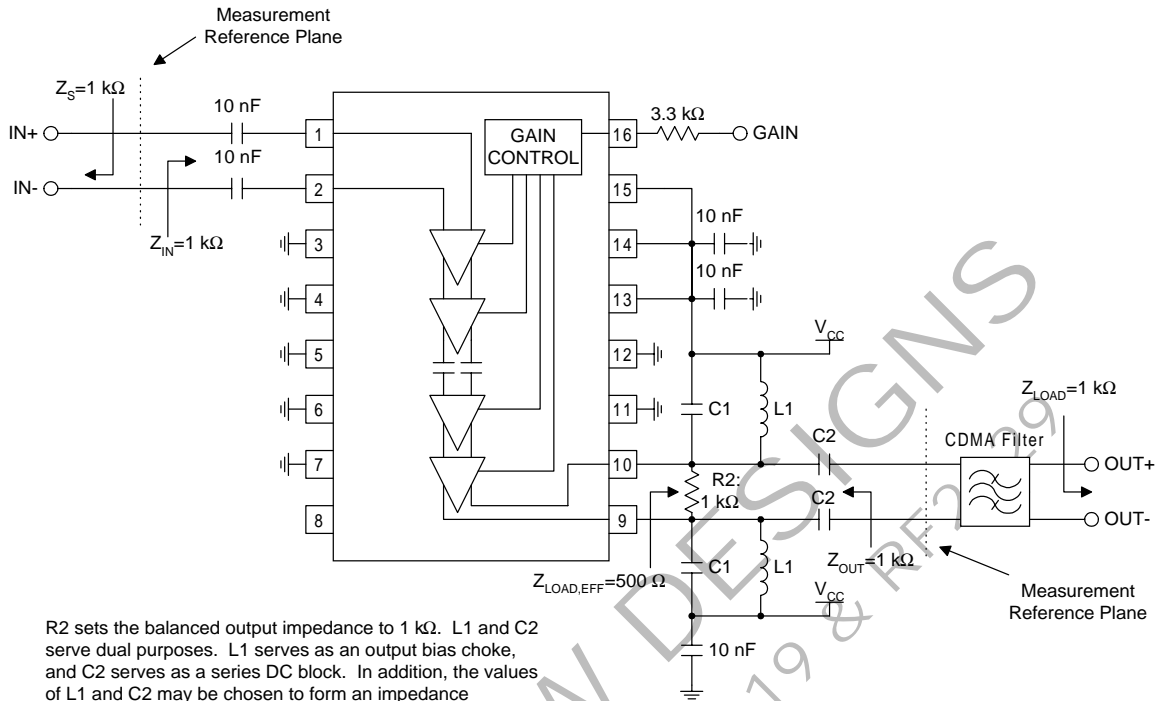 Measurement
Reference Plane
Z_S=1 kΩ
10 nF
IN+
10 nF
IN-
Z_IN=1 kΩ
1
2
3
4
5
6
7
8
GAIN
CONTROL
16
15
14
13
12
11
10
9
3.3 kΩ
GAIN
10 nF
10 nF
V_CC
C1
L1
C2
Z_LOAD=1 kΩ
CDMA Filter
OUT+
OUT-
R2:
1 kΩ
C2
Z_LOAD,EFF=500 Ω
C1
L1
Z_OUT=1 kΩ
V_CC
10 nF
Measurement
Reference Plane
R2 sets the balanced output impedance to 1 kΩ. L1 and C2
serve dual purposes. L1 serves as an output bias choke,
and C2 serves as a series DC block. In addition, the values
of L1 and C2 may be chosen to form an impedance
W DESIGNS
19 & RF2 29